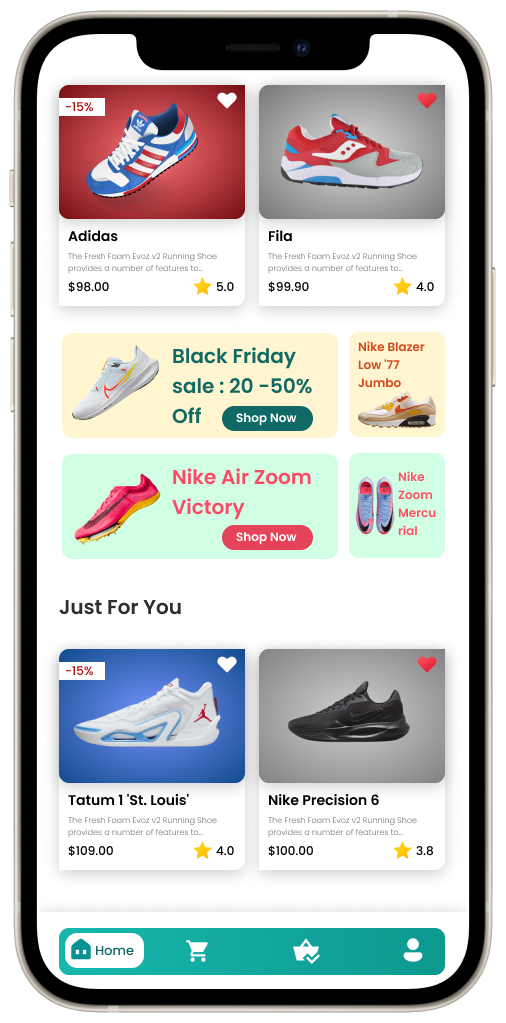 -15%
Adidas
The Fresh Foam Evoz v2 Running Shoe
provides a number of features to...
$98.00
5.0
Fila
The Fresh Foam Evoz v2 Running Shoe
provides a number of features to...
$99.90
4.0
Black Friday
sale : 20 -50%
Off
Shop Now
Nike Blazer
Low '77
Jumbo
Nike Air Zoom
Victory
Shop Now
Nike
Zoom
Mercu
rial
Just For You
-15%
Tatum 1 'St. Louis'
The Fresh Foam Evoz v2 Running Shoe
provides a number of features to...
$109.00
4.0
Nike Precision 6
The Fresh Foam Evoz v2 Running Shoe
provides a number of features to...
$100.00
3.8
Home